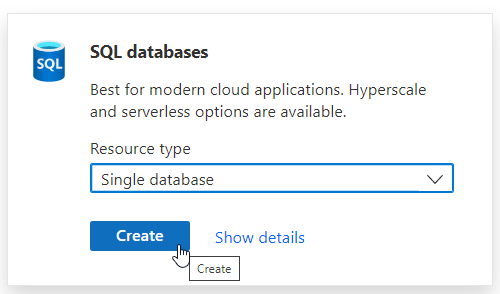 SQL
SQL databases
Best for modern cloud applications. Hyperscale
and serverless options are available.
Resource type
Single database
Create
Show details
Create